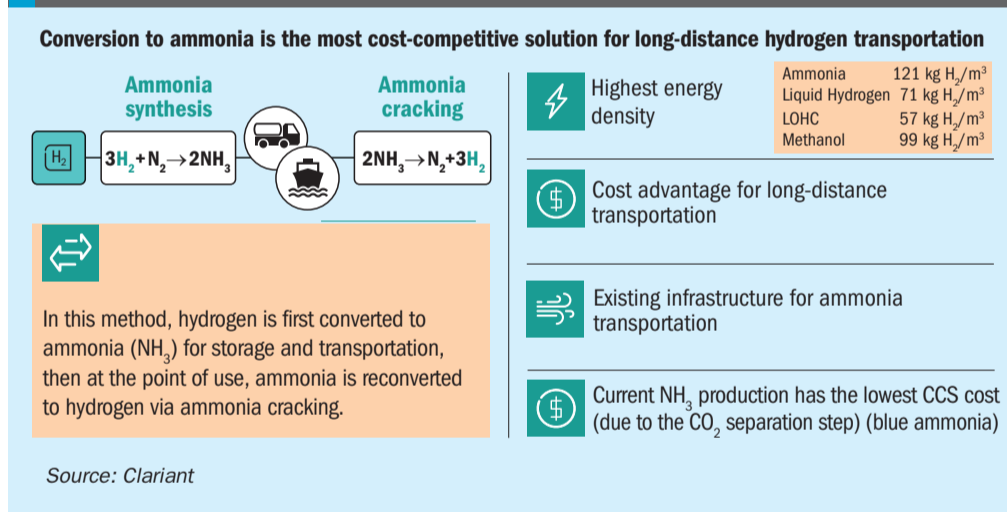 Conversion to ammonia is the most cost-competitive solution for long-distance hydrogen transportation
Ammonia
synthesis
Ammonia
cracking
H₂
3H₂+N₂→2NH₃
2NH₃→N₂+3H₂
In this method, hydrogen is first converted to
ammonia (NH₃) for storage and transportation,
then at the point of use, ammonia is reconverted
to hydrogen via ammonia cracking.
Highest energy
density
Ammonia 121 kg H₂/m³
Liquid Hydrogen 71 kg H₂/m³
LOHC 57 kg H₂/m³
Methanol 99 kg H₂/m³
$
Cost advantage for long-distance
transportation
Existing infrastructure for ammonia
transportation
$
Current NH₃ production has the lowest CCS cost
(due to the CO₂ separation step) (blue ammonia)
Source: Clariant